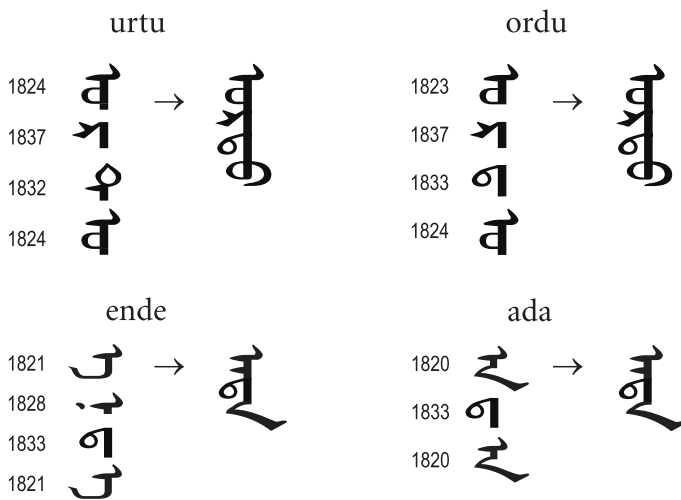 urtu
1824 ᠤ → ᠤᠷᠲᠤ
1837 ᠷ
1832 ᠲ
1824 ᠤ
ordu
1823 ᠣ → ᠣᠷᠳᠤ
1837 ᠷ
1833 ᠳ
1824 ᠤ
ende
1821 ᠡ → ᠡᠨᠳᠡ
1828 ᠨ
1833 ᠳ
1821 ᠡ
ada
1820 ᠠ → ᠠᠳᠠ
1833 ᠳ
1820 ᠠ